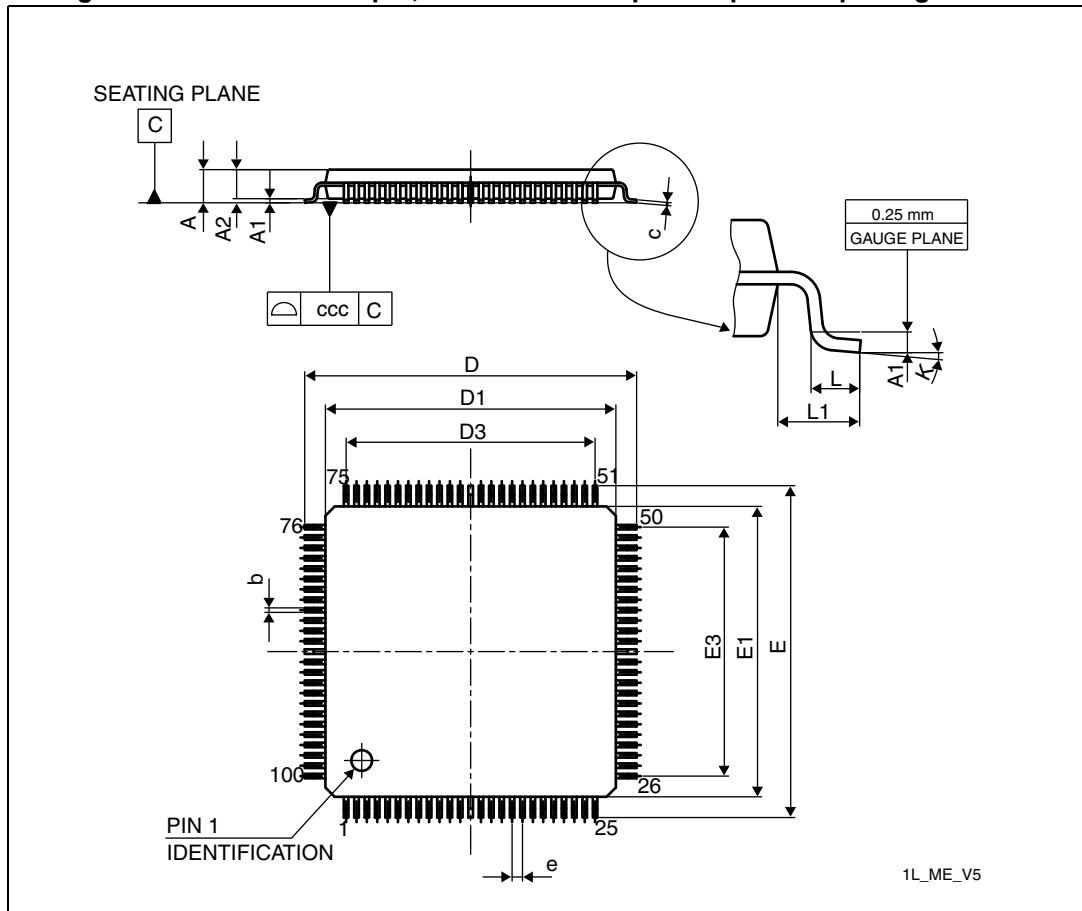 SEATING PLANE
C
A
A2
A1
c
0.25 mm
GAUGE PLANE
ccc C
A1
K
L
L1
D
D1
D3
75
51
76
50
b
E3
E1
E
100
26
1
25
PIN 1
IDENTIFICATION
e
1L_ME_V5